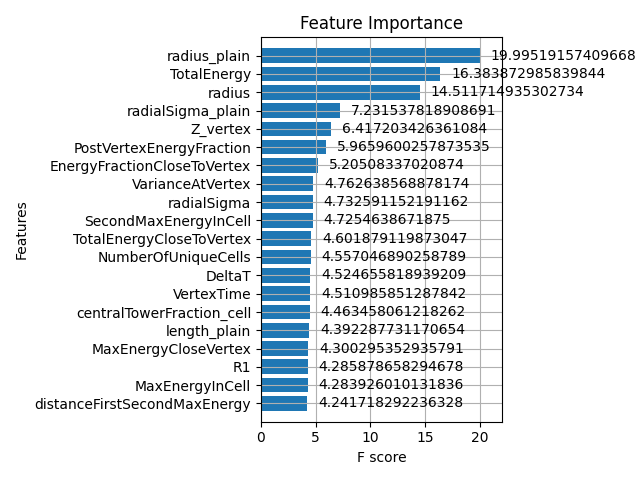 Feature Importance
radius_plain 19.99519157409668
TotalEnergy 16.383872985839844
radius 14.511714935302734
radialSigma_plain 7.231537818908691
Z_vertex 6.417203426361084
PostVertexEnergyFraction 5.9659600257873535
EnergyFractionCloseToVertex 5.20508337020874
VarianceAtVertex 4.762638568878174
radialSigma 4.732591152191162
SecondMaxEnergyInCell 4.7254638671875
TotalEnergyCloseToVertex 4.601879119873047
NumberOfUniqueCells 4.557046890258789
DeltaT 4.524655818939209
VertexTime 4.510985851287842
centralTowerFraction_cell 4.463458061218262
length_plain 4.392287731170654
MaxEnergyCloseVertex 4.300295352935791
R1 4.285878658294678
MaxEnergyInCell 4.283926010131836
distanceFirstSecondMaxEnergy 4.241718292236328
0 5 10 15 20
F score
Features